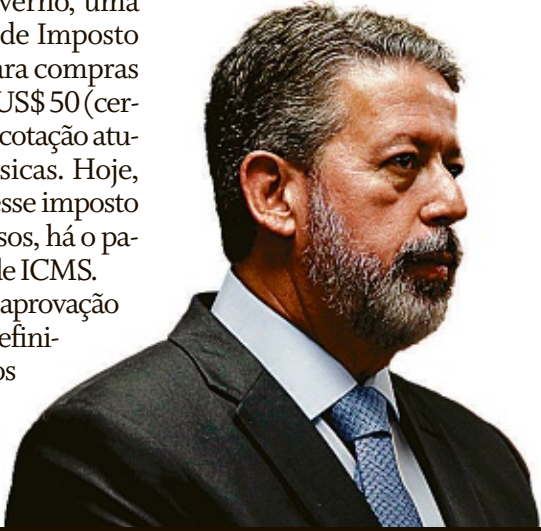 verno, uma
de Imposto
ara compras
US$ 50 (cer-
cotação atu-
sicas. Hoje,
esse imposto
sos, há o pa-
le ICMS.
aprovação
efini-
os